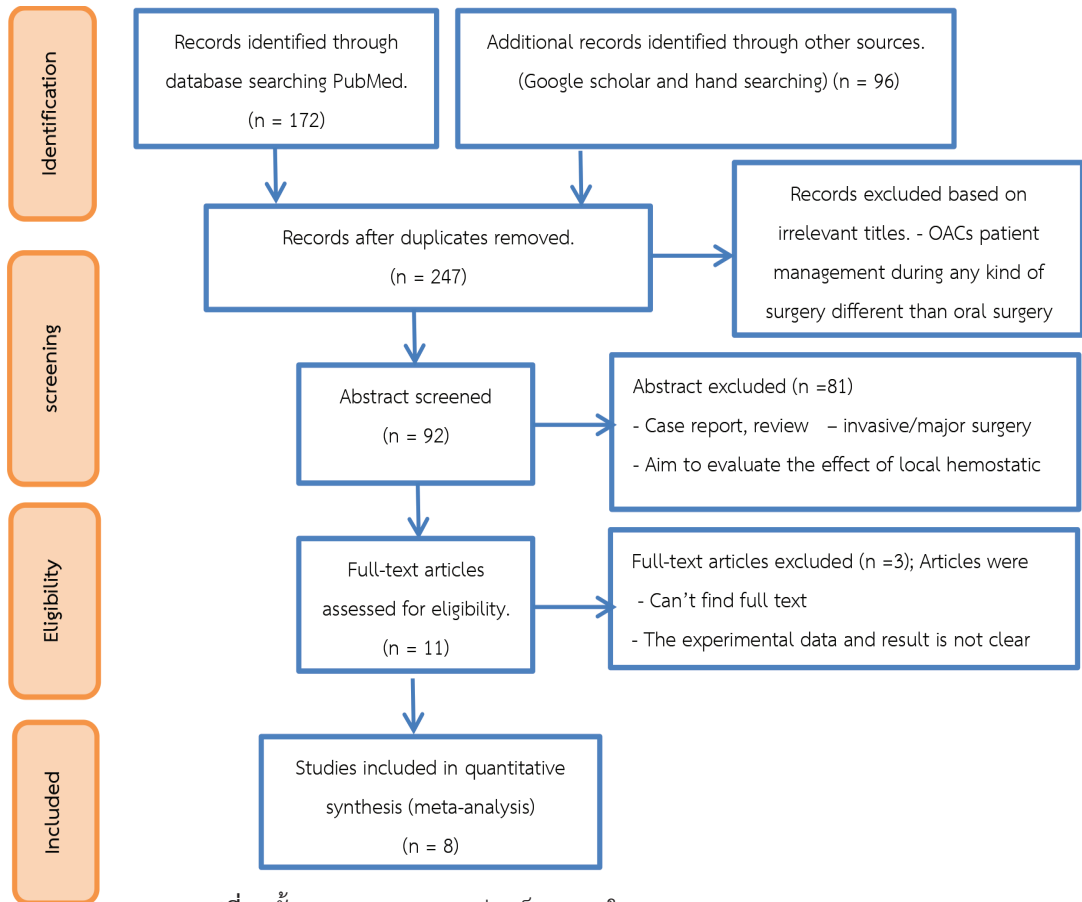 Identification
Records identified through
database searching PubMed.
(n = 172)
Additional records identified through other sources.
(Google scholar and hand searching) (n = 96)
Records after duplicates removed.
(n = 247)
Records excluded based on
irrelevant titles. - OACs patient
management during any kind of
surgery different than oral surgery
screening
Abstract screened
(n = 92)
Abstract excluded (n =81)
- Case report, review – invasive/major surgery
- Aim to evaluate the effect of local hemostatic
Eligibility
Full-text articles
assessed for eligibility.
(n = 11)
Full-text articles excluded (n =3); Articles were
- Can't find full text
- The experimental data and result is not clear
Included
Studies included in quantitative
synthesis (meta-analysis)
(n = 8)